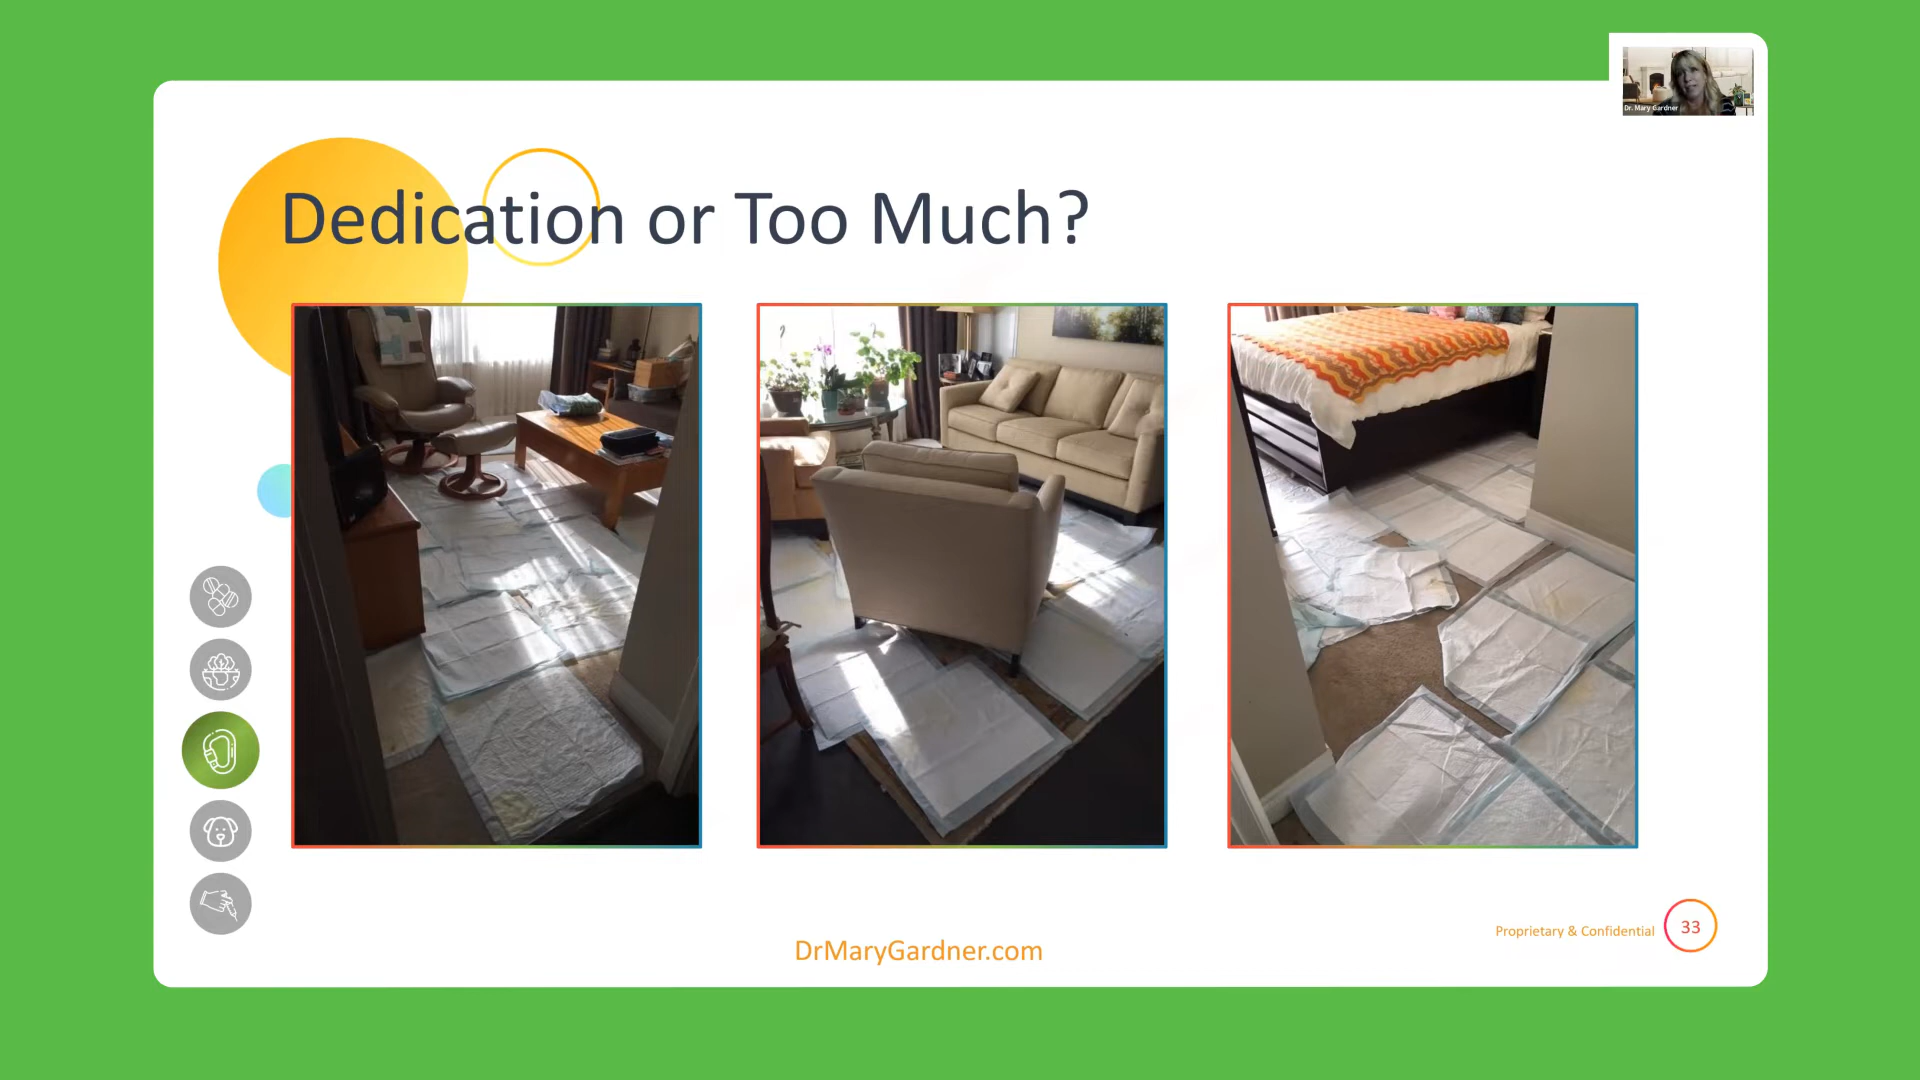 Dr. Mary Gardner
Dedication or Too Much?
Proprietary & Confidential
33
DrMaryGardner.com